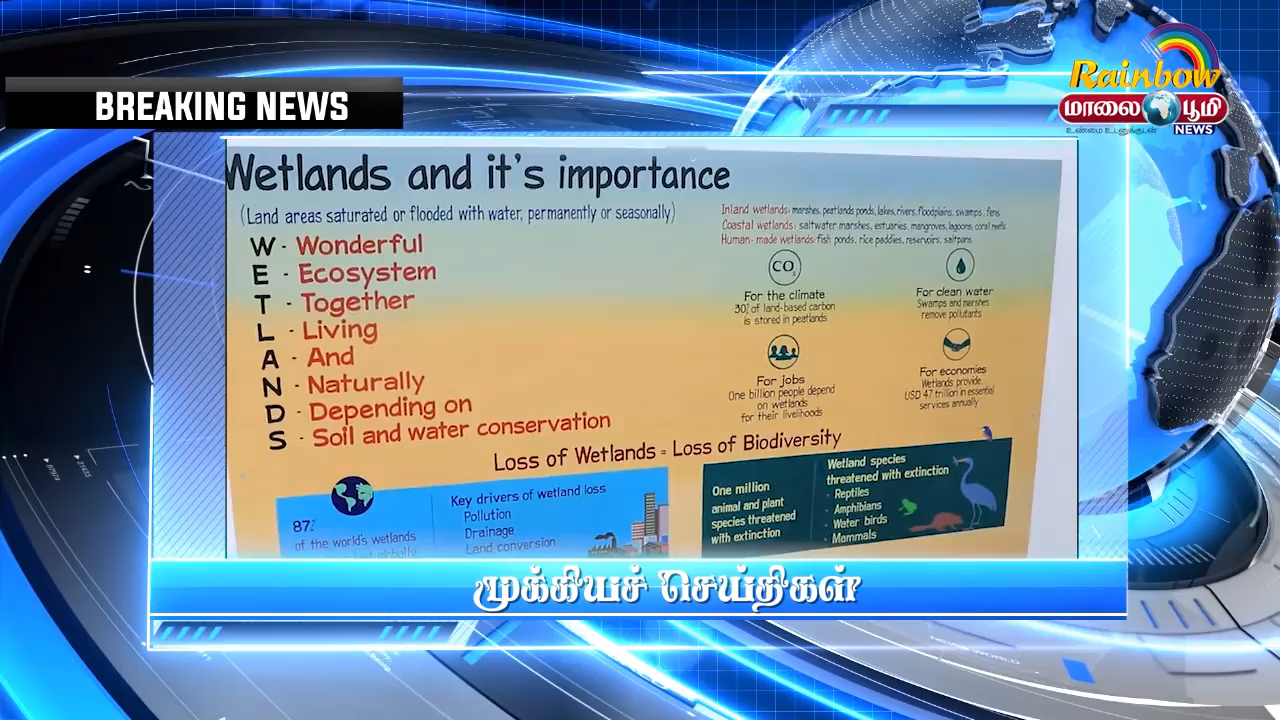 BREAKING NEWS
Rainbow
மாலை பூமி
உண்மை உடனுக்குடன்
NEWS
Wetlands and it's importance
(Land areas saturated or flooded with water, permanently or seasonally)
W - Wonderful
E - Ecosystem
T - Together
L - Living
A - And
N - Naturally
D - Depending on
S - Soil and water conservation
Inland wetlands: marshes, peatlands ponds, lakes, rivers, floodplains, swamps, fens
Coastal wetlands: saltwater marshes, estuaries, mangroves, lagoons, coral reefs
Human-made wetlands: fish ponds, rice paddies, reservoirs, saltpans
CO2
For the climate
30% of land-based carbon
is stored in peatlands
For clean water
Swamps and marshes
remove pollutants
For jobs
One billion people depend
on wetlands
for their livelihoods
For economies
Wetlands provide
USD 47 trillion in essential
services annually
Loss of Wetlands = Loss of Biodiversity
87%
of the world's wetlands
globally
Key drivers of wetland loss
Pollution
Drainage
Land conversion
One million
animal and plant
species threatened
with extinction
Wetland species
threatened with extinction
- Reptiles
- Amphibians
- Water birds
- Mammals
முக்கியச் செய்திகள்